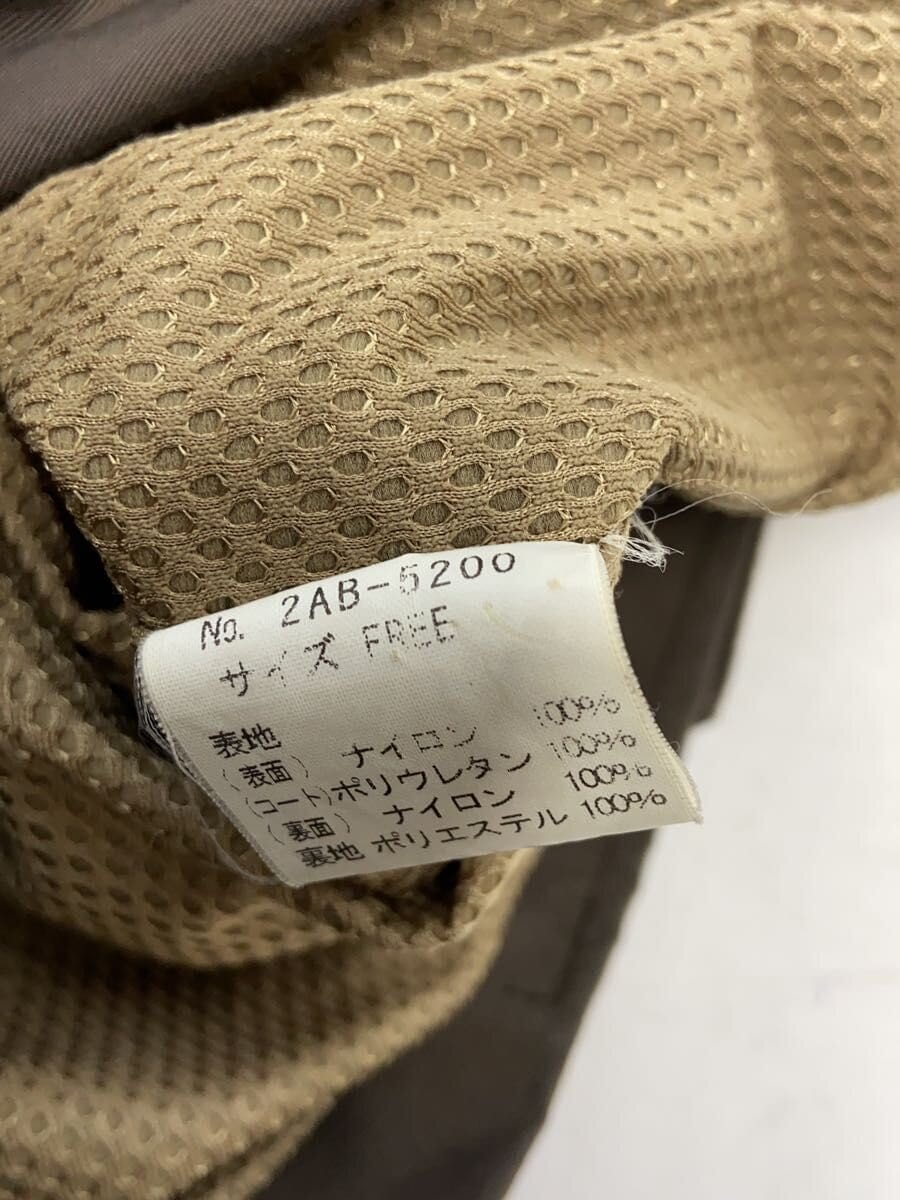 No. 2AB-5200
サイズ FREE
表地
(表面) ナイロン 100%
(コート)ポリウレタン 100%
(裏面) ナイロン 100%
裏地 ポリエステル 100%